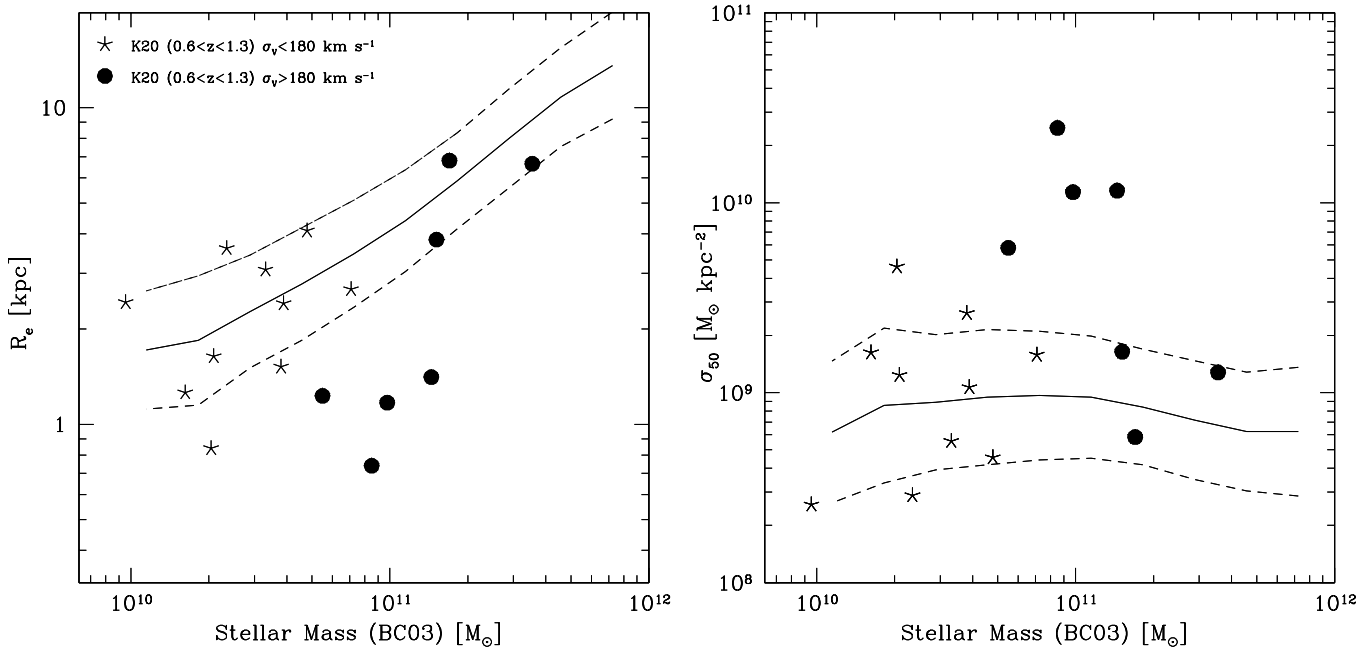 K20 (0.6<z<1.3) σᵥ<180 km s⁻¹
K20 (0.6<z<1.3) σᵥ>180 km s⁻¹
10
1
Rₑ [kpc]
10¹⁰ 10¹¹ 10¹²
Stellar Mass (BC03) [M⊙]
10¹¹
10¹⁰
10⁹
10⁸
σ₅₀ [M⊙ kpc⁻²]
10¹⁰ 10¹¹ 10¹²
Stellar Mass (BC03) [M⊙]